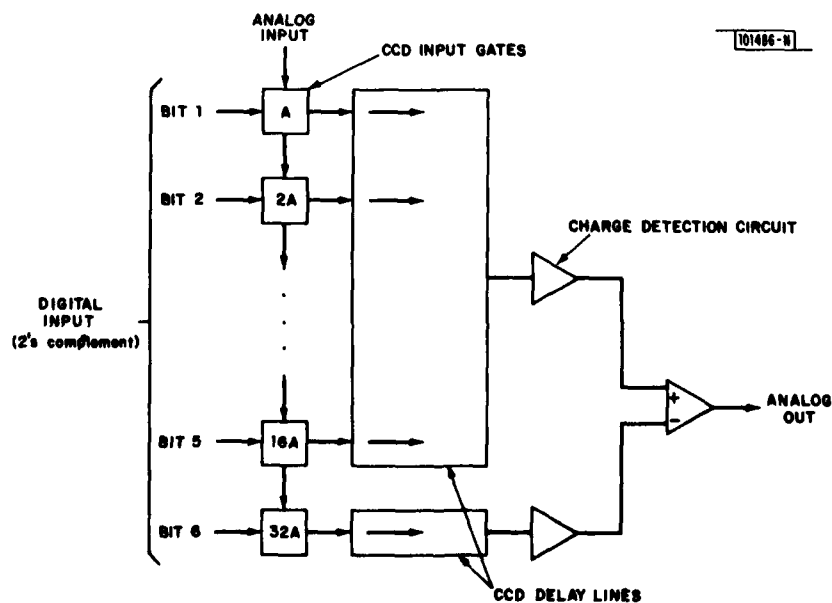 ANALOG
INPUT
CCD INPUT GATES
101486-N
BIT 1
A
BIT 2
2A
CHARGE DETECTION CIRCUIT
DIGITAL
INPUT
(2's complement)
+
ANALOG
OUT
−
BIT 5
16A
BIT 6
32A
CCD DELAY LINES